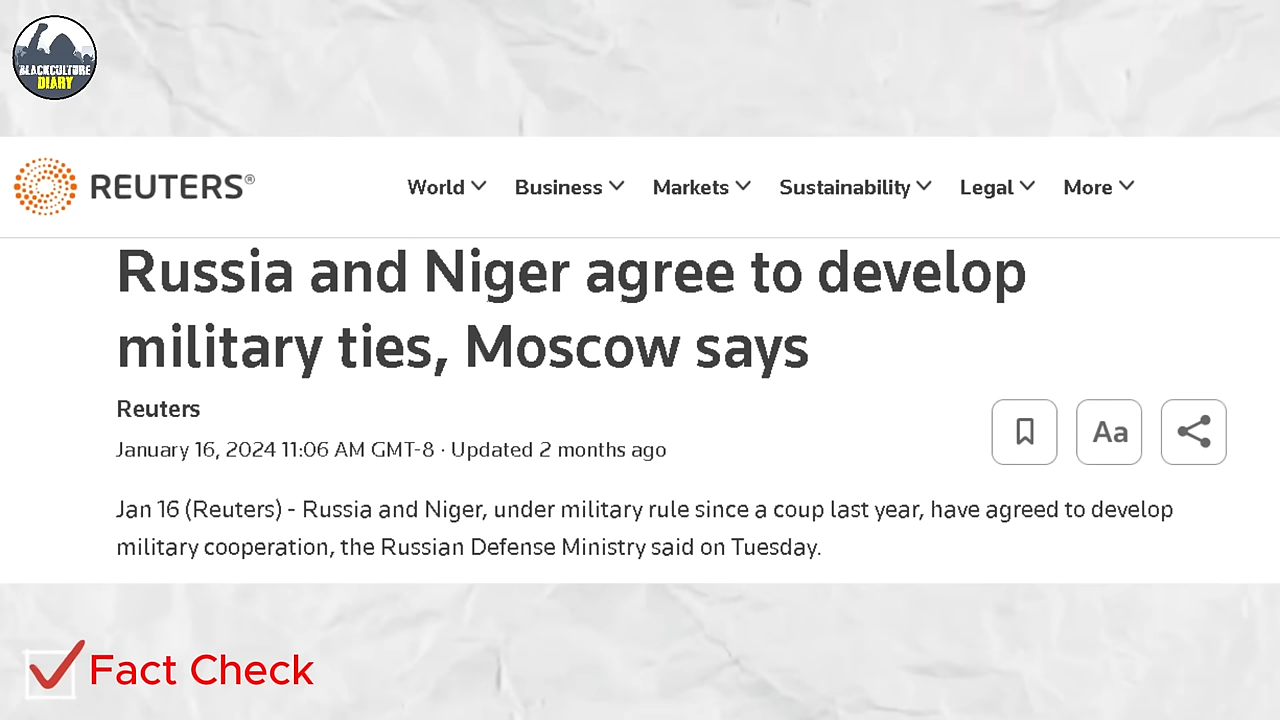 BLACKCULTURE
DIARY
REUTERS®
World Business Markets Sustainability Legal More
Russia and Niger agree to develop
military ties, Moscow says
Reuters
January 16, 2024 11:06 AM GMT-8 · Updated 2 months ago
Aa
Jan 16 (Reuters) - Russia and Niger, under military rule since a coup last year, have agreed to develop
military cooperation, the Russian Defense Ministry said on Tuesday.
Fact Check